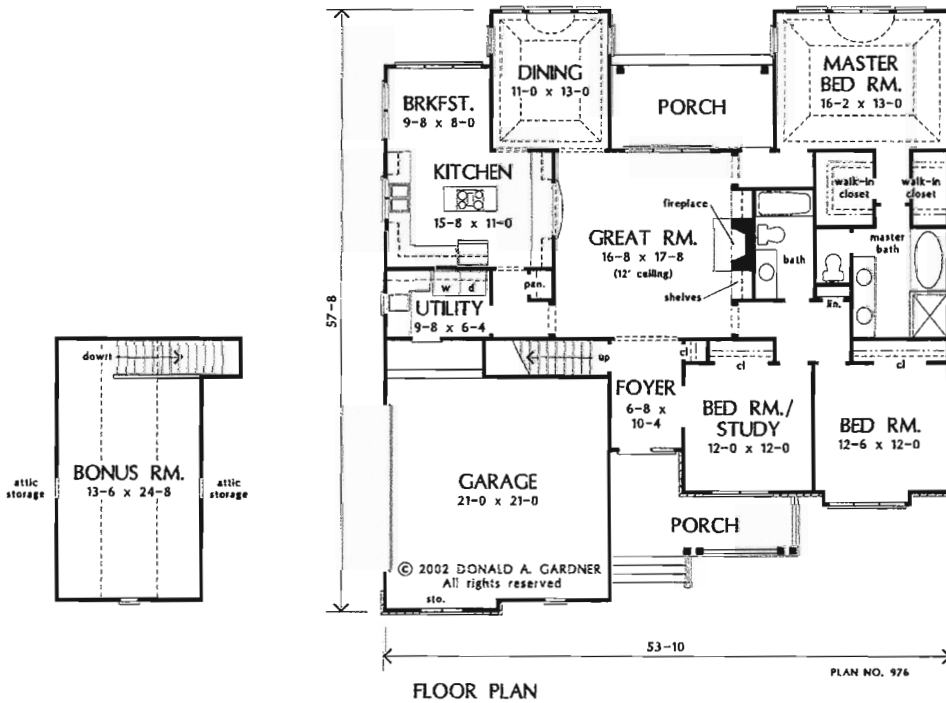 DINING
11-0 x 13-0
MASTER
BED RM.
16-2 x 13-0
BRKFST.
9-8 x 8-0
PORCH
KITCHEN
15-8 x 11-0
walk-in
closet
walk-in
closet
fireplace
GREAT RM.
16-8 x 17-8
(12' ceiling)
bath
master
bath
shelves
lin.
w d
pan.
UTILITY
9-8 x 6-4
57-8
down
up
cl
cl
cl
FOYER
6-8 x
10-4
BED RM./
STUDY
12-0 x 12-0
BED RM.
12-6 x 12-0
BONUS RM.
13-6 x 24-8
attic
storage
attic
storage
GARAGE
21-0 x 21-0
PORCH
© 2002 DONALD A. GARDNER
All rights reserved
sto.
53-10
PLAN NO. 976
FLOOR PLAN